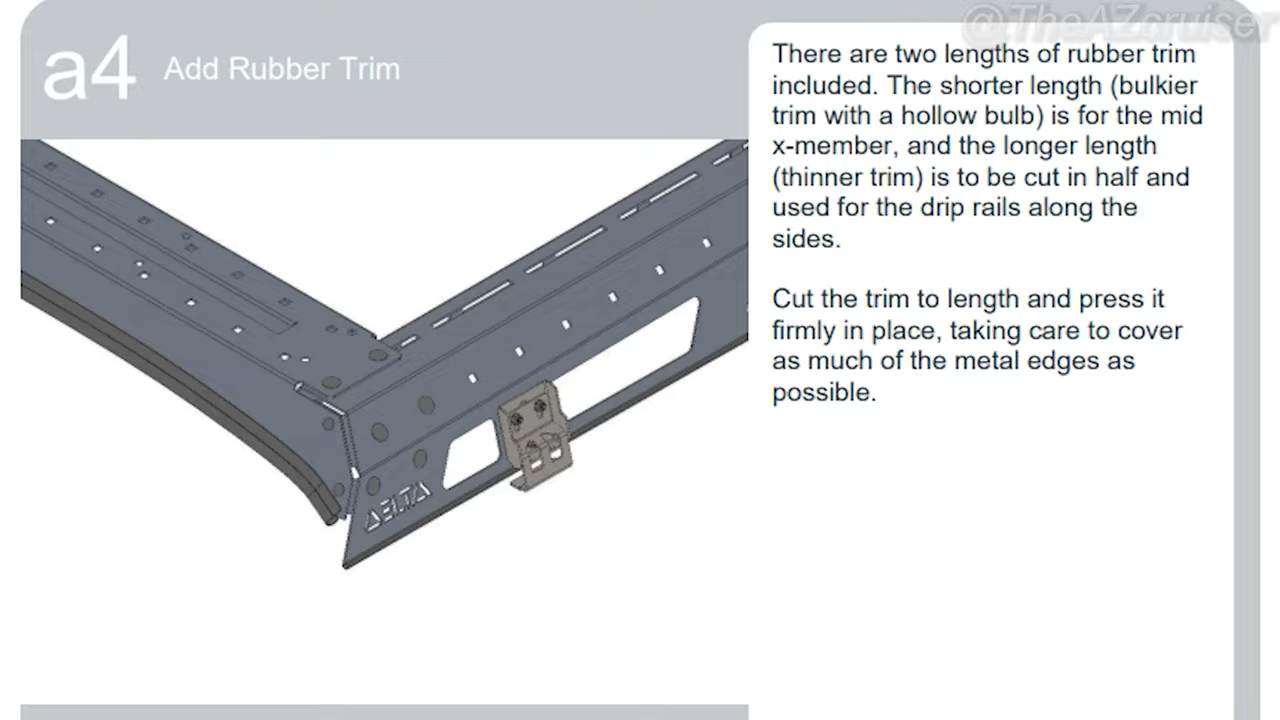 @TheAZcruiser
a4 Add Rubber Trim
There are two lengths of rubber trim
included. The shorter length (bulkier
trim with a hollow bulb) is for the mid
x-member, and the longer length
(thinner trim) is to be cut in half and
used for the drip rails along the
sides.
Cut the trim to length and press it
firmly in place, taking care to cover
as much of the metal edges as
possible.
DELTA